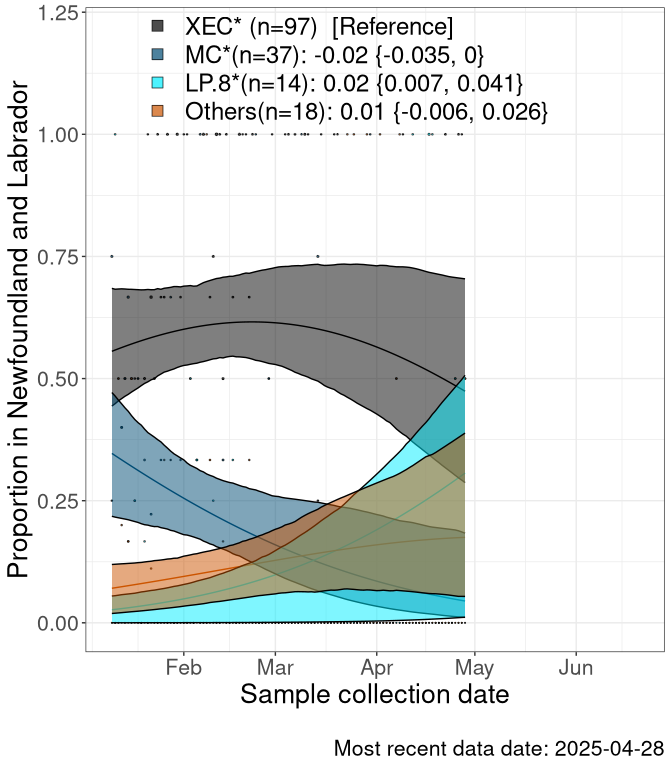 XEC* (n=97)  [Reference]
MC*(n=37): -0.02 {-0.035, 0}
LP.8*(n=14): 0.02 {0.007, 0.041}
Others(n=18): 0.01 {-0.006, 0.026}
Proportion in Newfoundland and Labrador
1.25
1.00
0.75
0.50
0.25
0.00
Feb Mar Apr May Jun
Sample collection date
Most recent data date: 2025-04-28